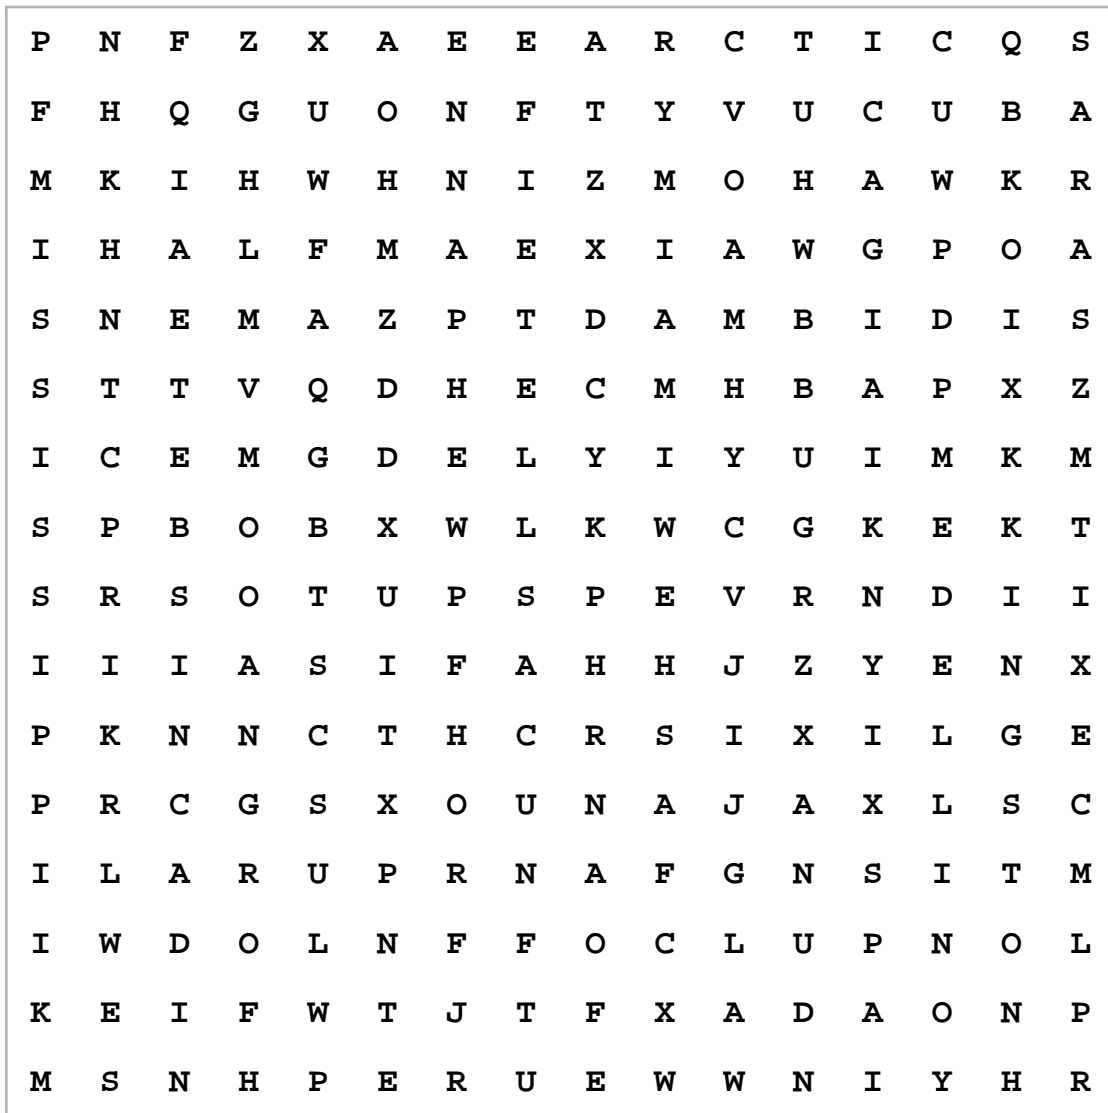 P N F Z X A E E A R C T I C Q S
F H Q G U O N F T Y V U C U B A
M K I H W H N I Z M O H A W K R
I H A L F M A E X I A W G P O A
S N E M A Z P T D A M B I D I S
S T T V Q D H E C M H B A P X Z
I C E M G D E L Y I Y U I M K M
S P B O B X W L K W C G K E K T
S R S O T U P S P E V R N D I I
I I I A S I F A H H J Z Y E N X
P K N N C T H C R S I X I L G E
P R C G S X O U N A J A X L S C
I L A R U P R N A F G N S I T M
I W D O L N F F O C L U P N O L
K E I F W T J T F X A D A O N P
M S N H P E R U E W W N I Y H R